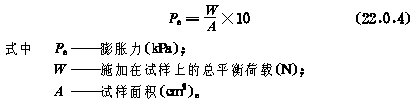 Pₑ = W/A ×10 (22.0.4)
式中 Pₑ——膨胀力(kPa)；
W——施加在试样上的总平衡荷载(N)；
A——试样面积(cm²)。